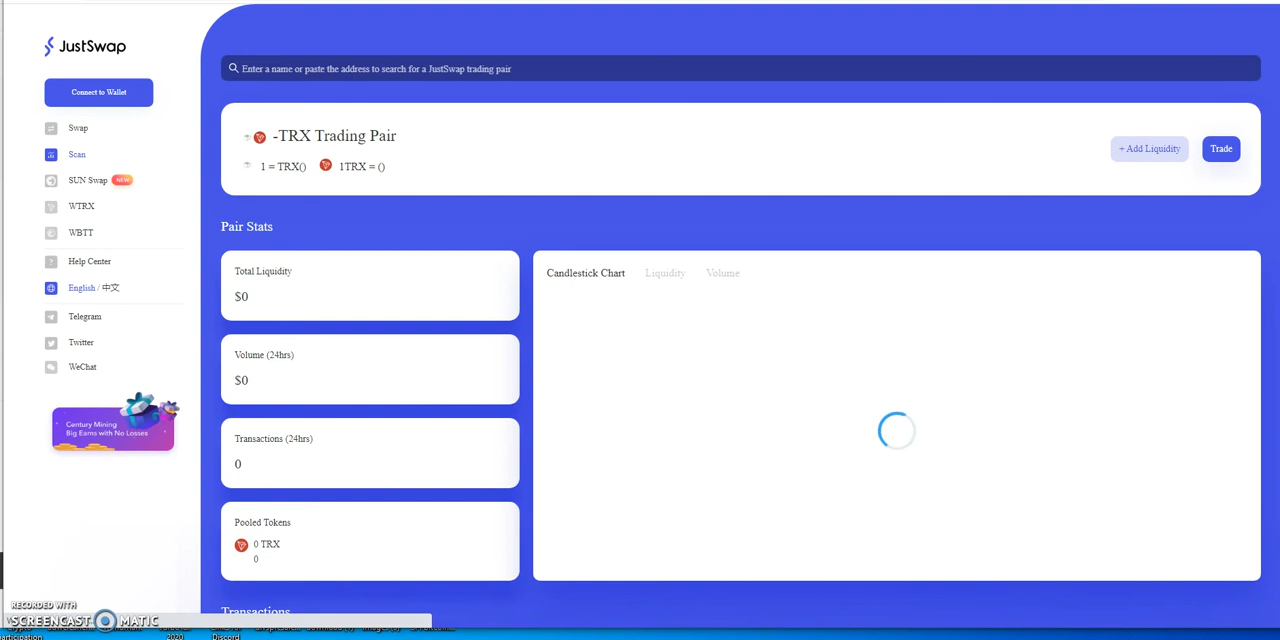 JustSwap
Connect to Wallet
Swap
Scan
SUN Swap NEW
WTRX
WBTT
Help Center
English / 中文
Telegram
Twitter
WeChat
Century Mining
Big Earns with No Losses
Enter a name or paste the address to search for a JustSwap trading pair
-TRX Trading Pair
1 = TRX() 1TRX = ()
+ Add Liquidity
Trade
Pair Stats
Total Liquidity
$0
Volume (24hrs)
$0
Transactions (24hrs)
0
Pooled Tokens
0 TRX
0
Candlestick Chart Liquidity Volume
Transactions
RECORDED WITH
SCREENCAST MATIC
2020
Discord